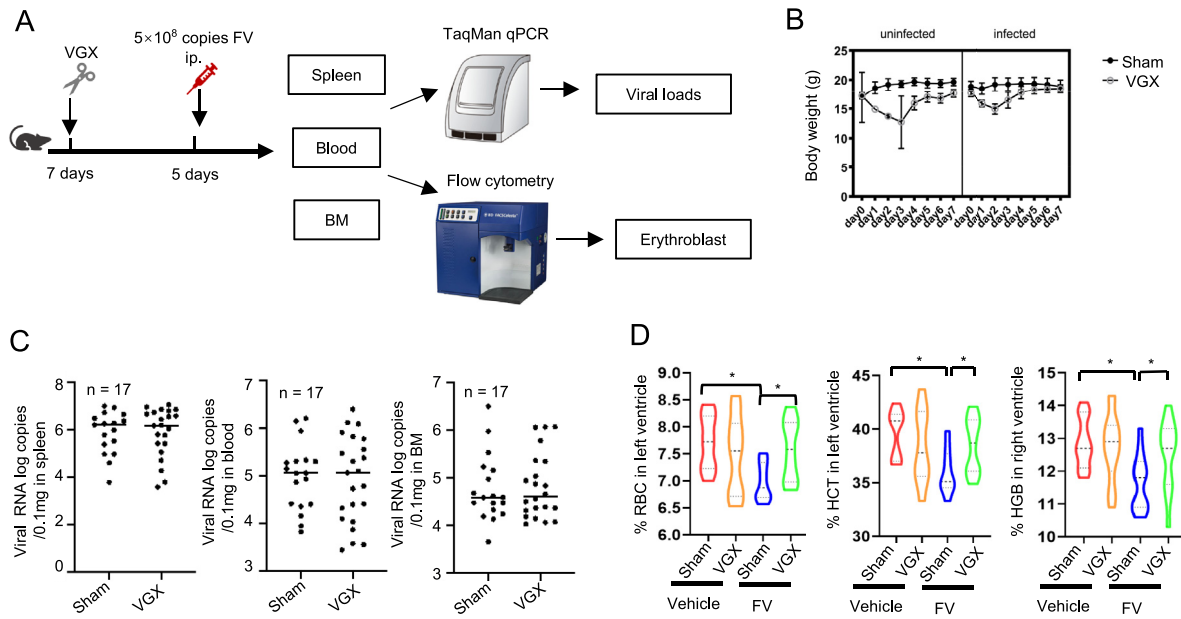 A
VGX
5×10⁸ copies FV
ip.
7 days
5 days
Spleen
Blood
BM
TaqMan qPCR
Viral loads
Flow cytometry
Erythroblast
B
uninfected
infected
Body weight (g)
25
20
15
10
5
0
day0
day1
day2
day3
day4
day5
day6
day7
day0
day1
day2
day3
day4
day5
day6
day7
Sham
VGX
C
Viral RNA log copies
/0.1mg in spleen
8
6
4
2
0
n = 17
Sham
VGX
Viral RNA log copies
/0.1mg in blood
7
6
5
4
3
n = 17
Sham
VGX
Viral RNA log copies
/0.1mg in BM
7
6
5
4
3
n = 17
Sham
VGX
D
% RBC in left ventricle
9.0
8.5
8.0
7.5
7.0
6.5
6.0
*
*
Sham
VGX
Sham
VGX
Vehicle
FV
% HCT in left ventricle
45
40
35
30
*
*
Sham
VGX
Sham
VGX
Vehicle
FV
% HGB in right ventricle
15
14
13
12
11
10
*
*
Sham
VGX
Sham
VGX
Vehicle
FV